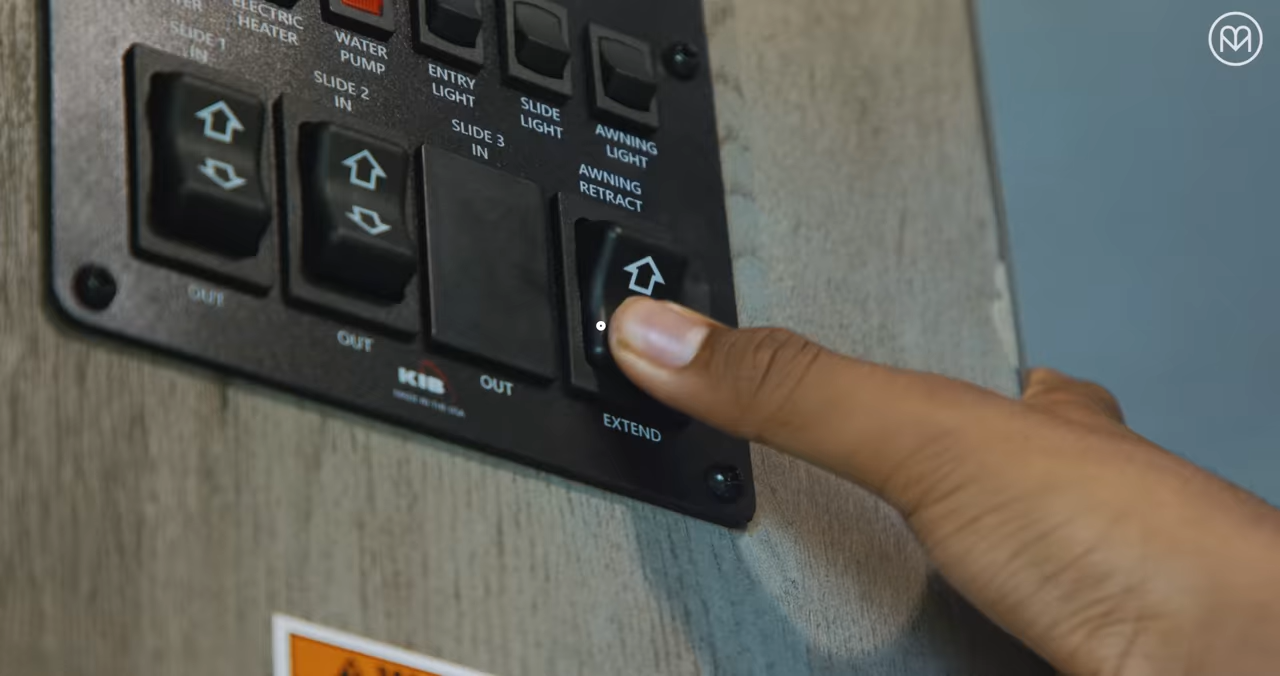 ELECTRIC
HEATER
WATER
PUMP
ENTRY
LIGHT
SLIDE
LIGHT
AWNING
LIGHT
SLIDE 1
IN
SLIDE 2
IN
SLIDE 3
IN
AWNING
RETRACT
OUT
OUT
OUT
EXTEND
KIB